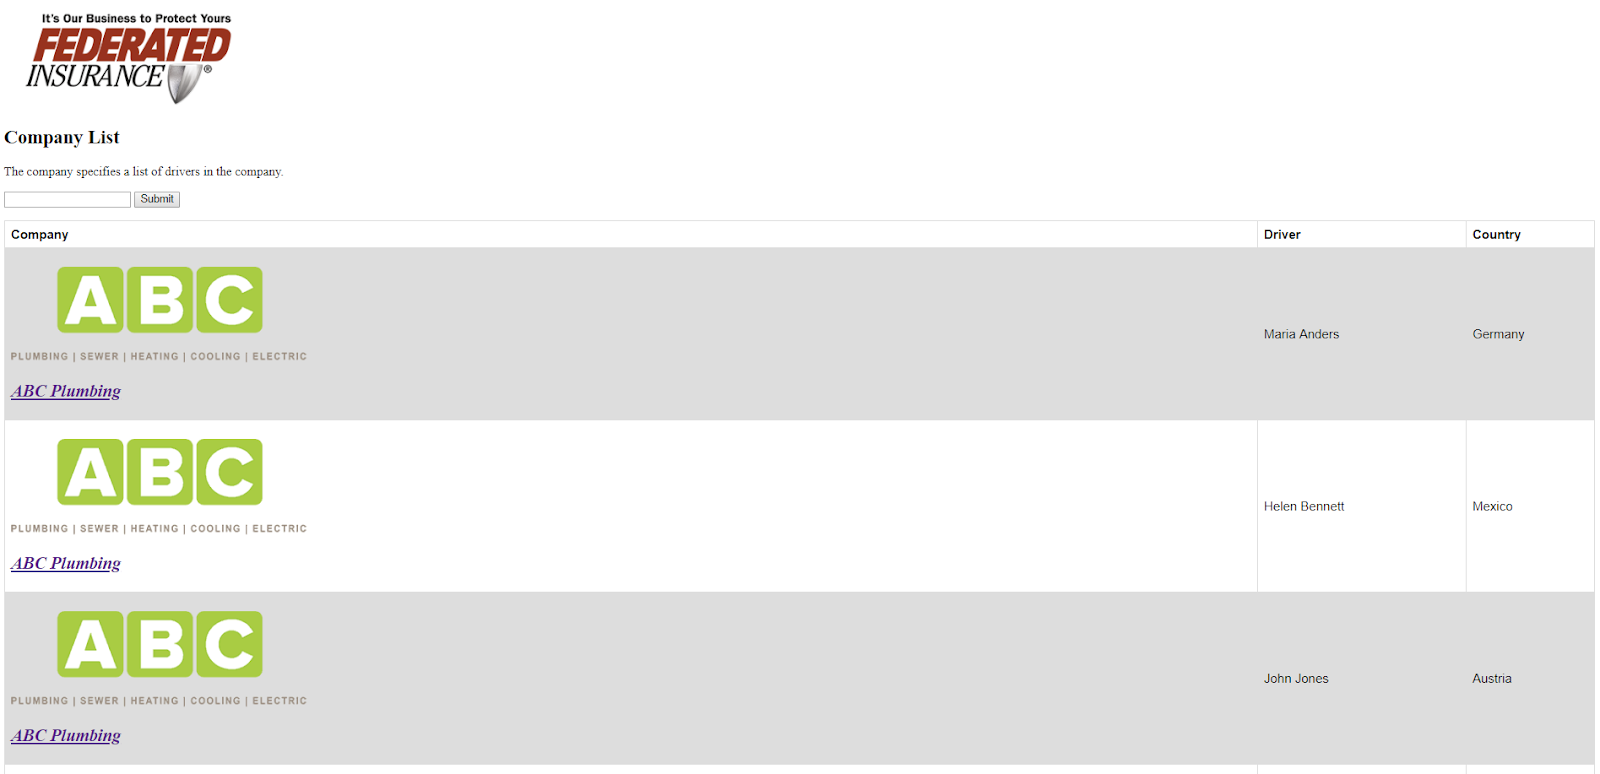 It's Our Business to Protect Yours
FEDERATED
INSURANCE®
Company List
The company specifies a list of drivers in the company.
Submit
Company Driver Country
ABC
PLUMBING | SEWER | HEATING | COOLING | ELECTRIC
ABC Plumbing
Maria Anders
Germany
ABC
PLUMBING | SEWER | HEATING | COOLING | ELECTRIC
ABC Plumbing
Helen Bennett
Mexico
ABC
PLUMBING | SEWER | HEATING | COOLING | ELECTRIC
ABC Plumbing
John Jones
Austria